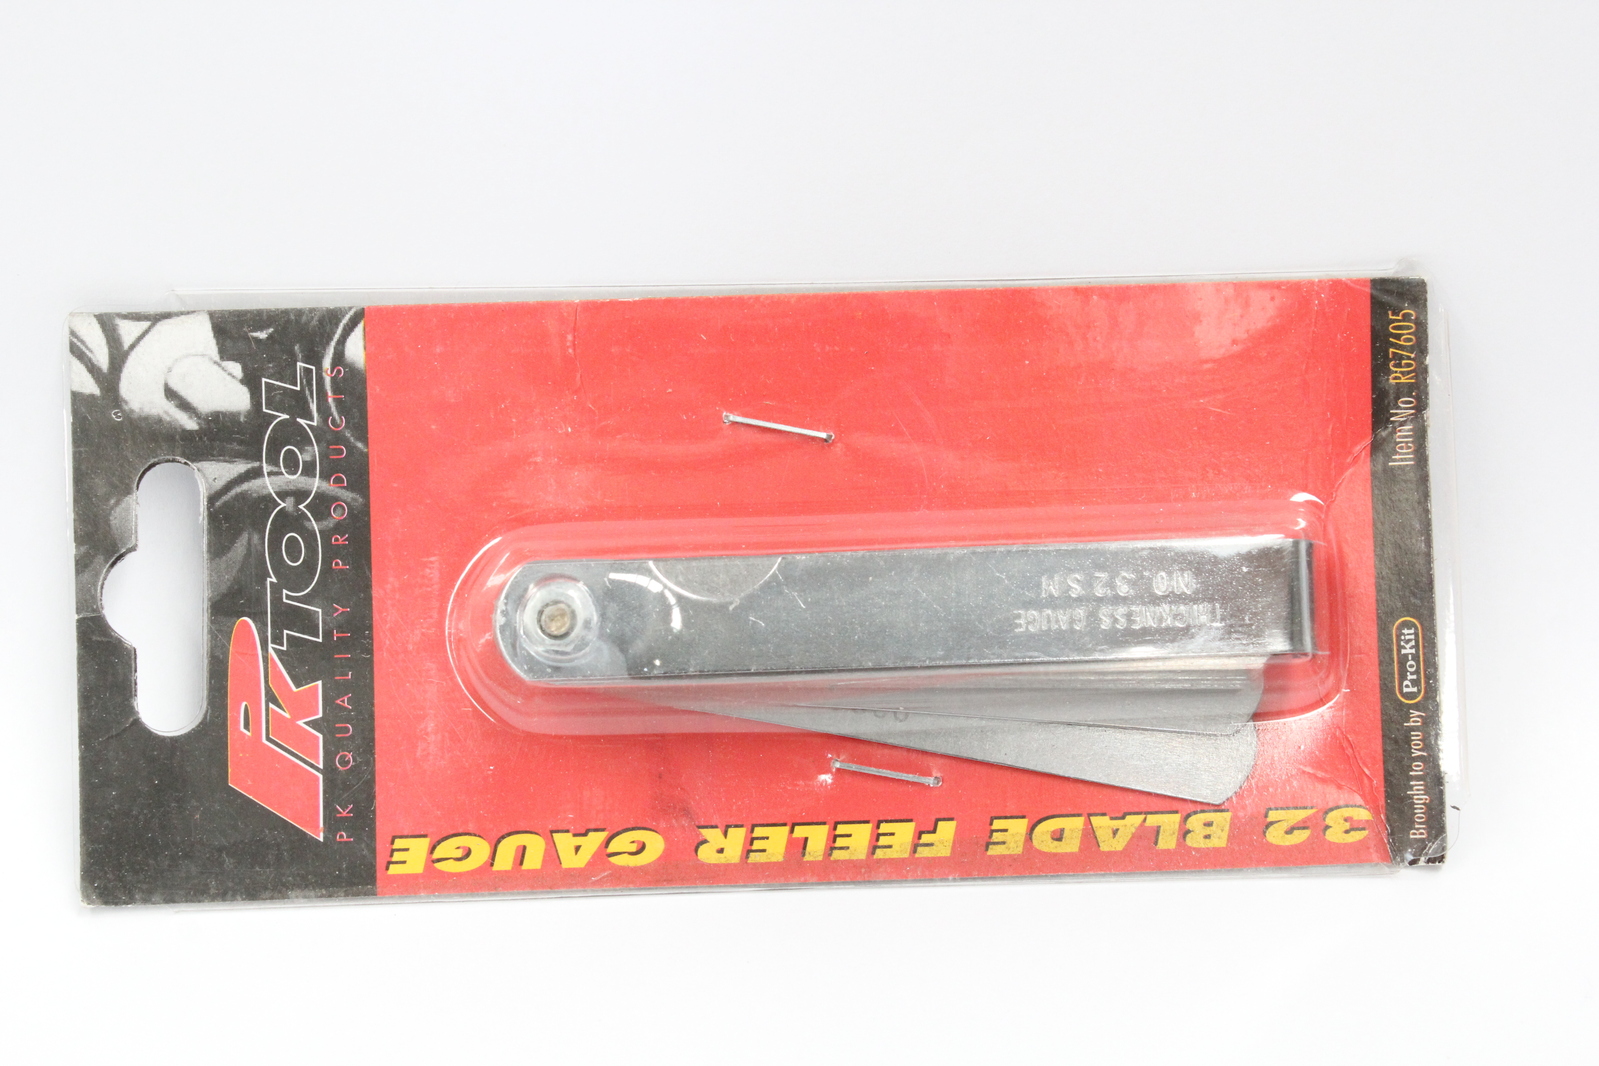 PK TOOL
PK QUALITY PRODUCTS
32 BLADE FEELER GAUGE
THICKNESS GAUGE
NO. 32SM
Item No. RG7605
Brought to you by Pro-Kit